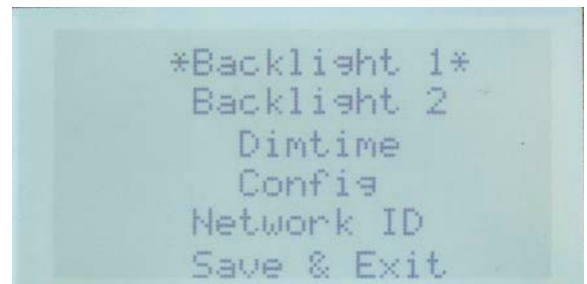 *Backlight 1*
Backlight 2
Dimtime
Config
Network ID
Save & Exit